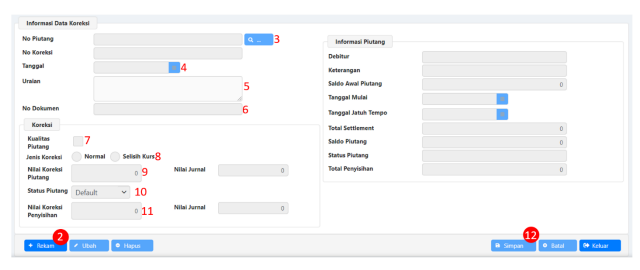 Informasi Data Koreksi
No Piutang ... 3
No Koreksi
Tanggal 4
Uraian 5
No Dokumen 6
Koreksi
Kualitas Piutang 7
Jenis Koreksi Normal Selisih Kurs 8
Nilai Koreksi Piutang 0 9 Nilai Jurnal 0
Status Piutang Default 10
Nilai Koreksi Penyisihan 0 11 Nilai Jurnal 0
Informasi Piutang
Debitur
Keterangan
Saldo Awal Piutang 0
Tanggal Mulai
Tanggal Jatuh Tempo
Total Settlement 0
Saldo Piutang 0
Status Piutang
Total Penyisihan 0
2 12
+ Rekam Ubah Hapus Simpan Batal Keluar